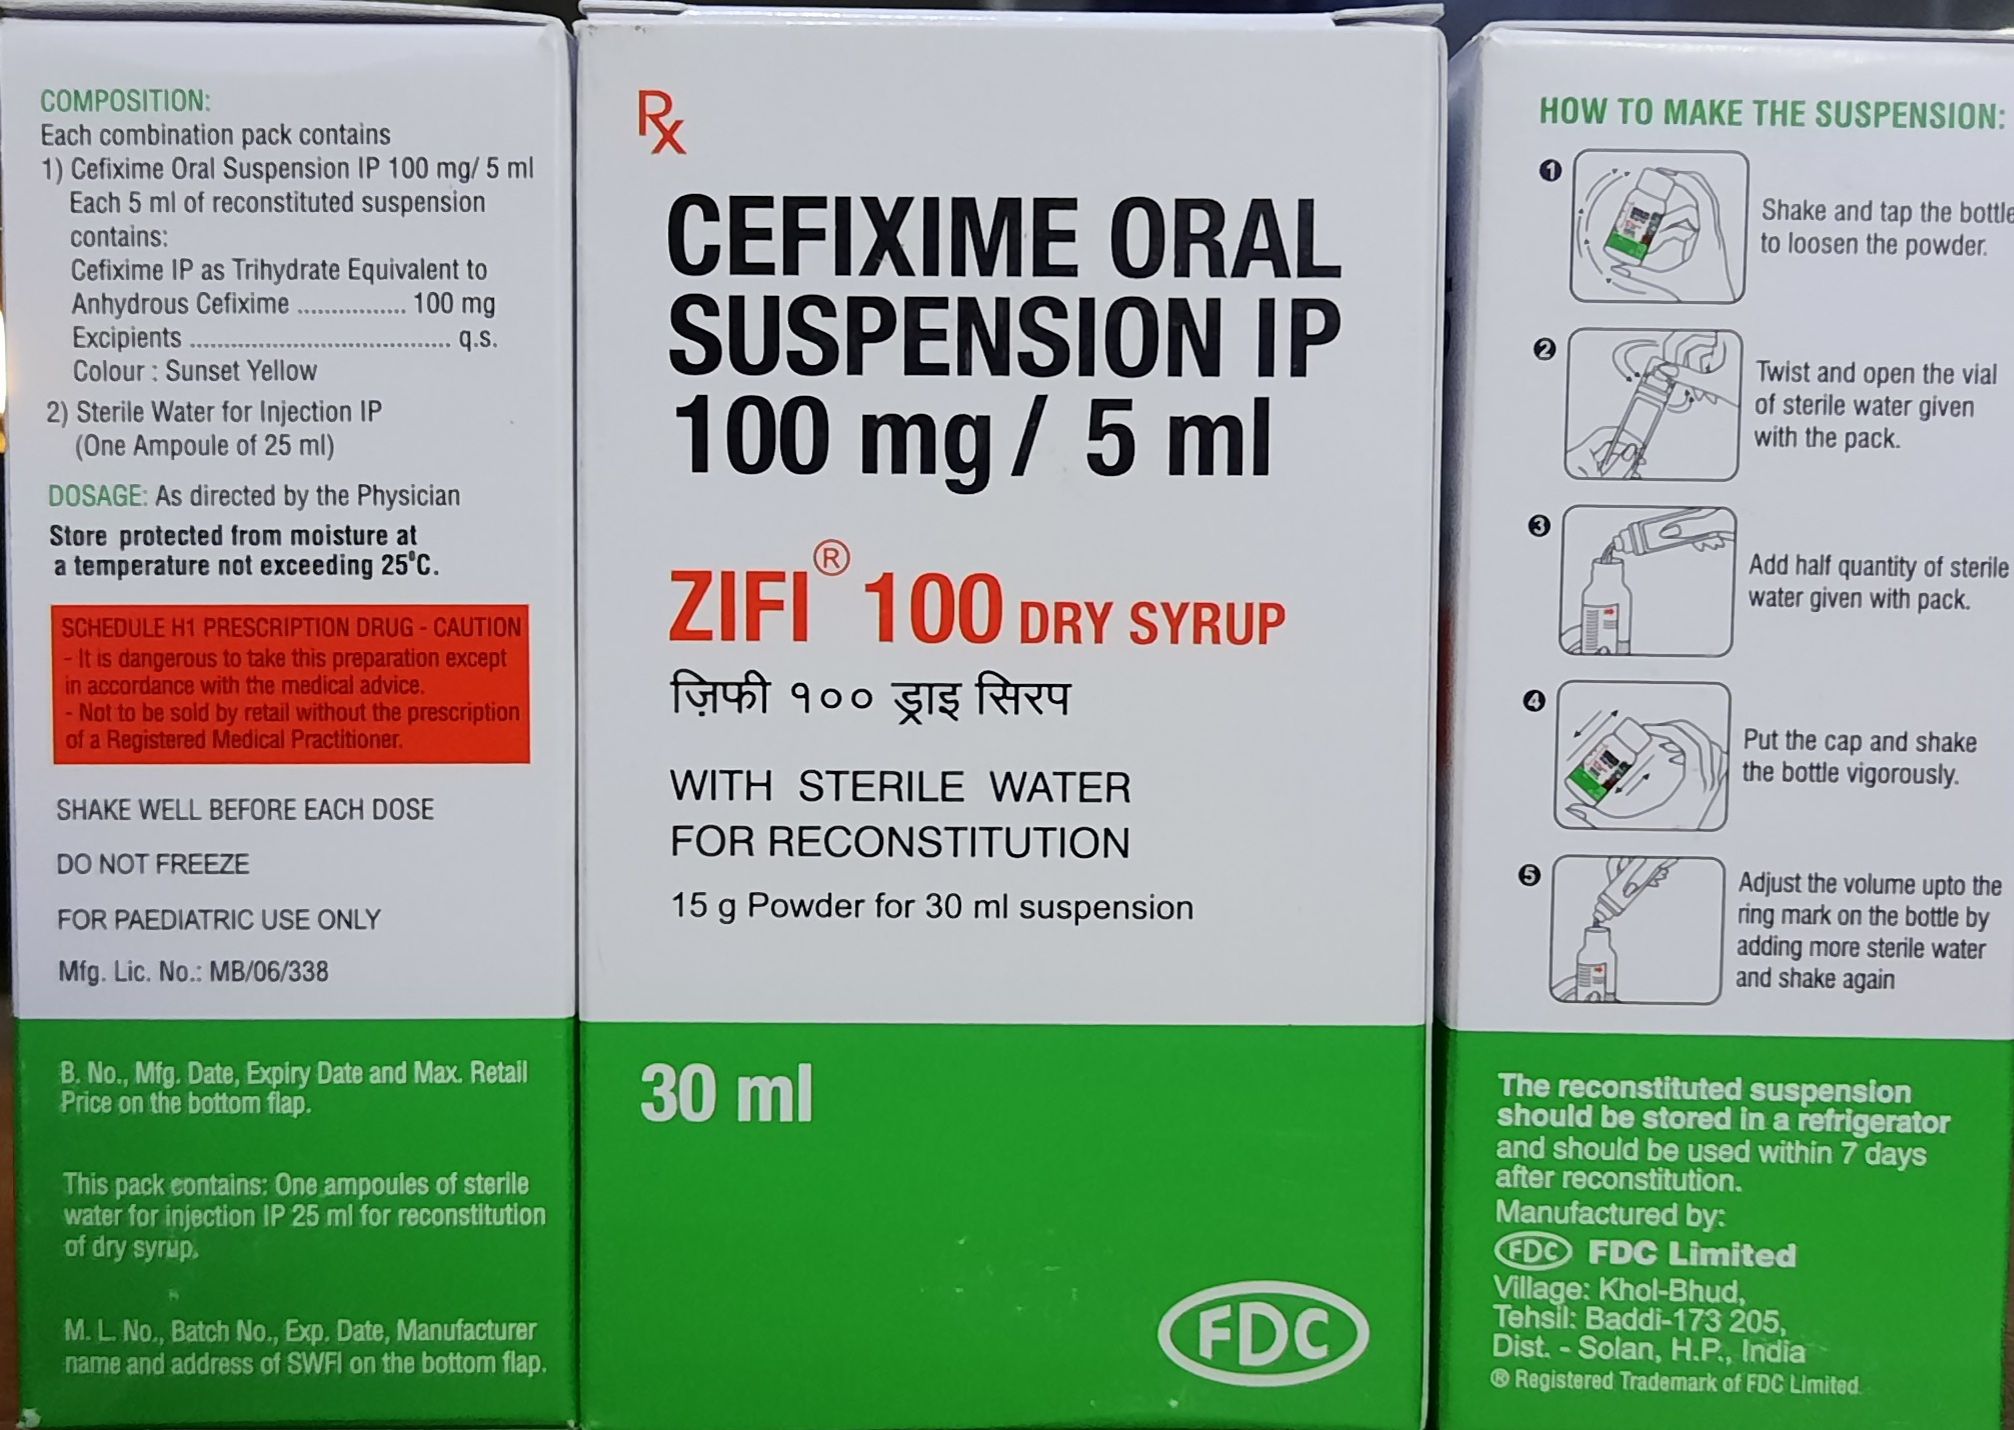 COMPOSITION:
Each combination pack contains
1) Cefixime Oral Suspension IP 100 mg/ 5 ml
Each 5 ml of reconstituted suspension
contains:
Cefixime IP as Trihydrate Equivalent to
Anhydrous Cefixime ................ 100 mg
Excipients ...................................... q.s.
Colour : Sunset Yellow
2) Sterile Water for Injection IP
(One Ampoule of 25 ml)
DOSAGE: As directed by the Physician
Store protected from moisture at
a temperature not exceeding 25°C.
SCHEDULE H1 PRESCRIPTION DRUG - CAUTION
- It is dangerous to take this preparation except
in accordance with the medical advice.
- Not to be sold by retail without the prescription
of a Registered Medical Practitioner.
SHAKE WELL BEFORE EACH DOSE
DO NOT FREEZE
FOR PAEDIATRIC USE ONLY
Mfg. Lic. No.: MB/06/338
B. No., Mfg. Date, Expiry Date and Max. Retail
Price on the bottom flap.
This pack contains: One ampoules of sterile
water for injection IP 25 ml for reconstitution
of dry syrup.
M. L. No., Batch No., Exp. Date, Manufacturer
name and address of SWFI on the bottom flap.
Rx
CEFIXIME ORAL
SUSPENSION IP
100 mg / 5 ml
ZIFI® 100 DRY SYRUP
ज़िफी १०० ड्राइ सिरप
WITH STERILE WATER
FOR RECONSTITUTION
15 g Powder for 30 ml suspension
30 ml
FDC
HOW TO MAKE THE SUSPENSION:
1
Shake and tap the bottle
to loosen the powder.
2
Twist and open the vial
of sterile water given
with the pack.
3
Add half quantity of sterile
water given with pack.
4
Put the cap and shake
the bottle vigorously.
5
Adjust the volume upto the
ring mark on the bottle by
adding more sterile water
and shake again
The reconstituted suspension
should be stored in a refrigerator
and should be used within 7 days
after reconstitution.
Manufactured by:
FDC FDC Limited
Village: Khol-Bhud,
Tehsil: Baddi-173 205,
Dist. - Solan, H.P., India
® Registered Trademark of FDC Limited